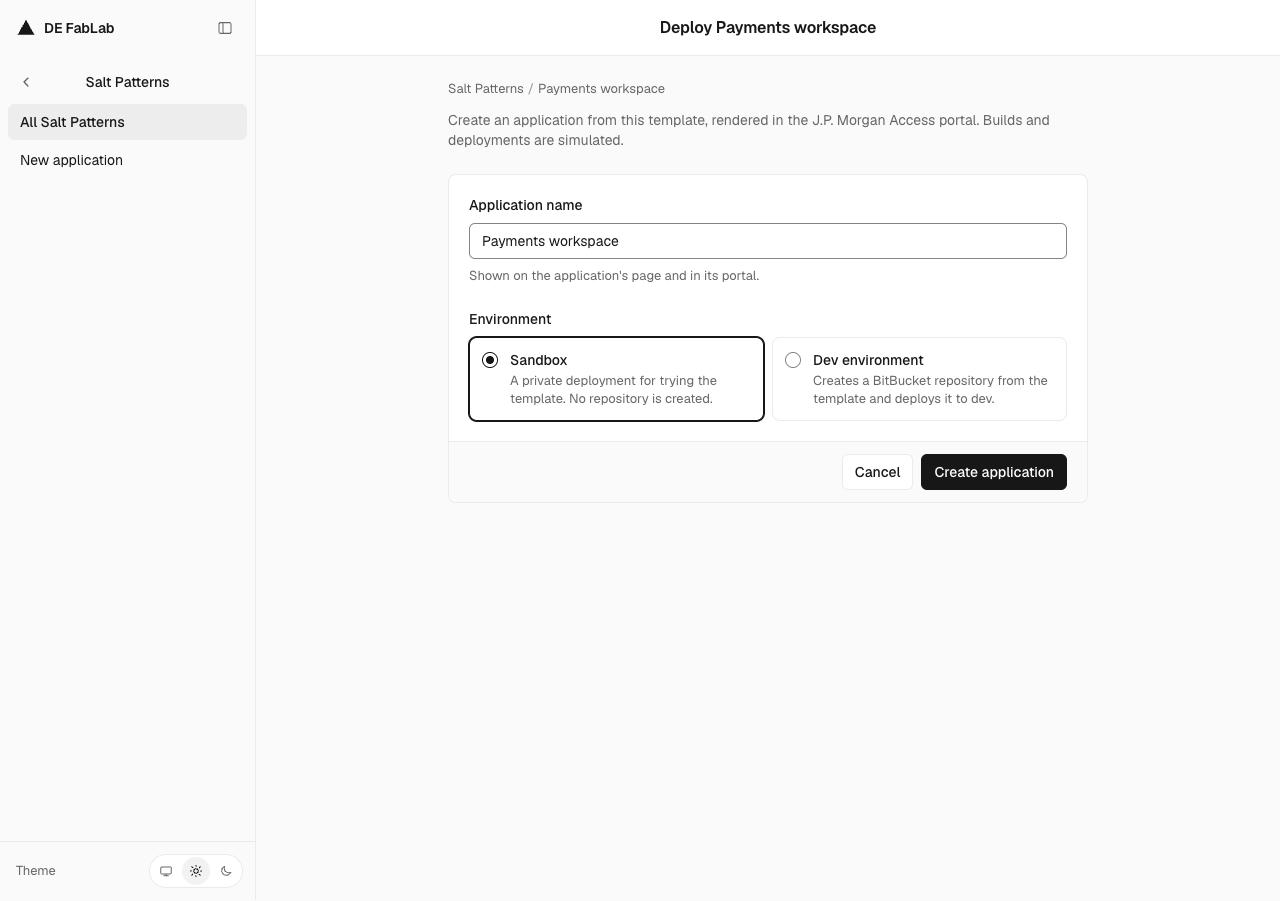 DE FabLab
Salt Patterns
All Salt Patterns
New application
Theme
Deploy Payments workspace
Salt Patterns / Payments workspace
Create an application from this template, rendered in the J.P. Morgan Access portal. Builds and
deployments are simulated.
Application name
Payments workspace
Shown on the application's page and in its portal.
Environment
Sandbox
A private deployment for trying the
template. No repository is created.
Dev environment
Creates a BitBucket repository from the
template and deploys it to dev.
Cancel
Create application